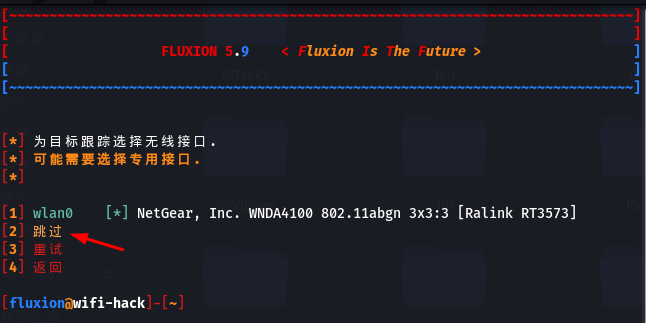 [~~~~~~~~~~~~~~~~~~~~~~~~~~~~~~~~~~~~~~~~~~~~~~~~~~~~~~~~~~~~~~~~~~~~~~~~~~~~~~]
[ ]
[ FLUXION 5.9 < Fluxion Is The Future > ]
[ ]
[~~~~~~~~~~~~~~~~~~~~~~~~~~~~~~~~~~~~~~~~~~~~~~~~~~~~~~~~~~~~~~~~~~~~~~~~~~~~~~]
attacks
bin
[*] 为目标跟踪选择无线接口.
[*] 可能需要选择专用接口.
[*]
[1] wlan0 [*] NetGear, Inc. WNDA4100 802.11abgn 3x3:3 [Ralink RT3573]
[2] 跳过
[3] 重试
[4] 返回
[fluxion@wifi-hack]-[~]